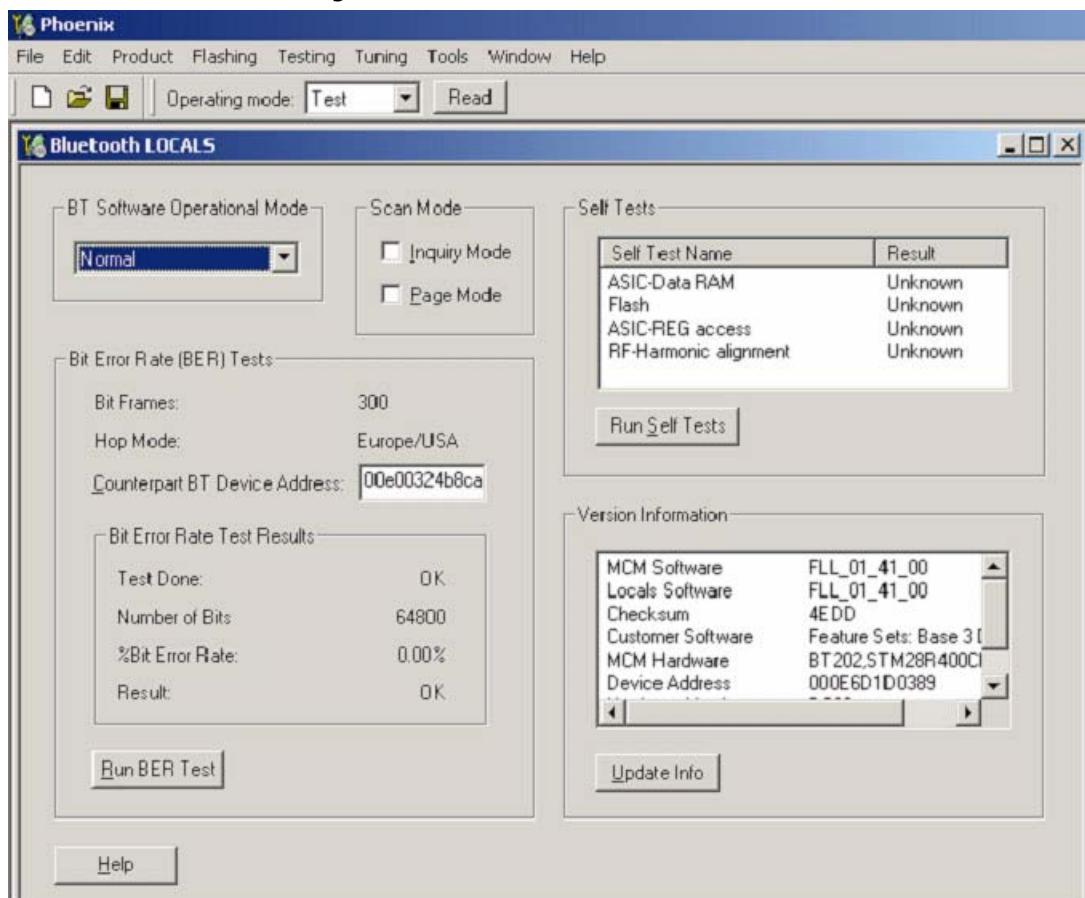 Phoenix
File Edit Product Flashing Testing Tuning Tools Window Help
Operating mode: Test Read
Bluetooth LOCALS
BT Software Operational Mode
Normal
Scan Mode
Inquiry Mode
Page Mode
Bit Error Rate (BER) Tests
Bit Frames: 300
Hop Mode: Europe/USA
Counterpart BT Device Address: 00e00324b8ca
Bit Error Rate Test Results
Test Done: OK
Number of Bits 64800
%Bit Error Rate: 0.00%
Result: OK
Run BER Test
Help
Self Tests
Self Test Name Result
ASIC-Data RAM Unknown
Flash Unknown
ASIC-REG access Unknown
RF-Harmonic alignment Unknown
Run Self Tests
Version Information
MCM Software FLL_01_41_00
Locals Software FLL_01_41_00
Checksum 4EDD
Customer Software Feature Sets: Base 3
MCM Hardware BT202,STM28R400C
Device Address 000E6D1D0389
Update Info